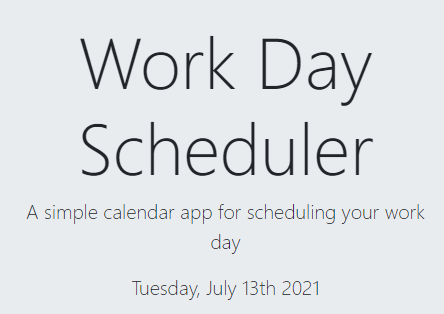 Work Day
Scheduler
A simple calendar app for scheduling your work
day
Tuesday, July 13th 2021